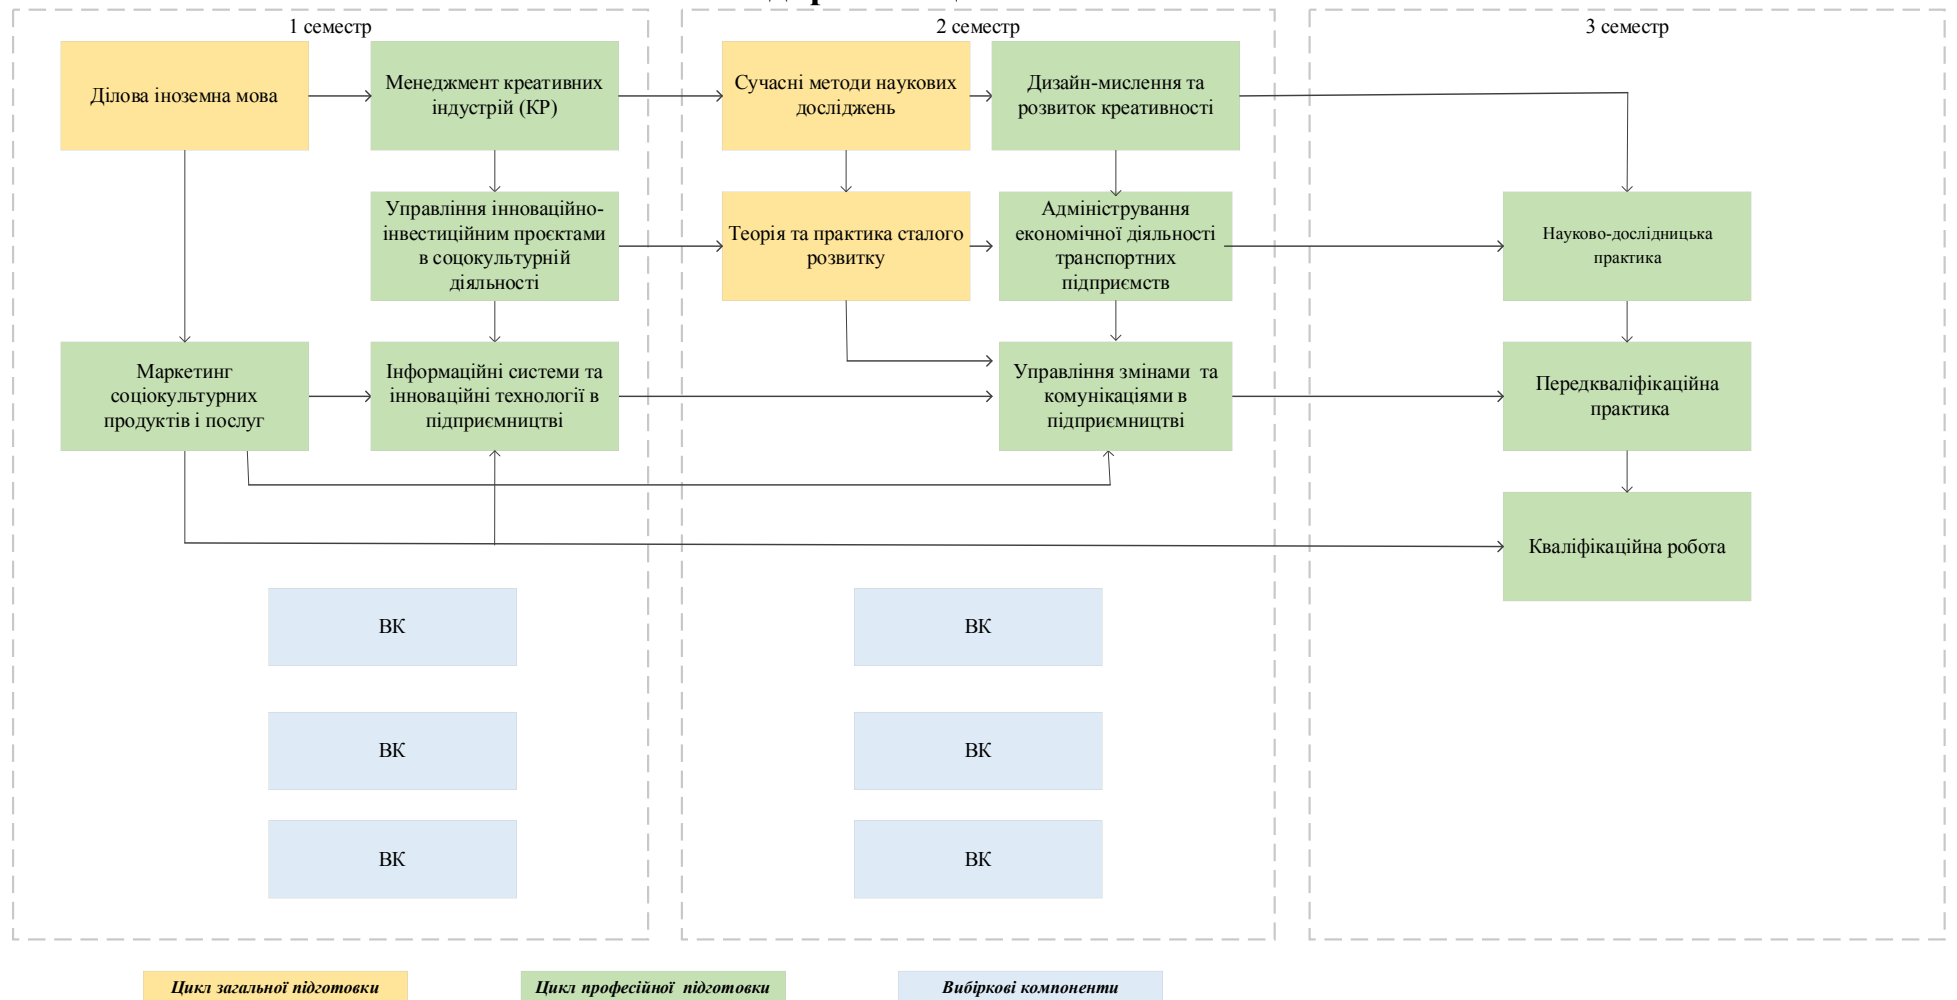 1 семестр
Ділова іноземна мова
Менеджмент креативних
індустрій (КР)
Управління інноваційно-
інвестиційним проєктами
в соцокультурній
діяльності
Маркетинг
соціокультурних
продуктів і послуг
Інформаційні системи та
інноваційні технології в
підприємництві
ВК
ВК
ВК
2 семестр
Сучасні методи наукових
досліджень
Дизайн-мислення та
розвиток креативності
Теорія та практика сталого
розвитку
Адміністрування
економічної діяльності
транспортних
підприємств
Управління змінами та
комунікаціями в
підприємництві
ВК
ВК
ВК
3 семестр
Науково-дослідницька
практика
Передкваліфікаційна
практика
Кваліфікаційна робота
Цикл загальної підготовки
Цикл професійної підготовки
Вибіркові компоненти